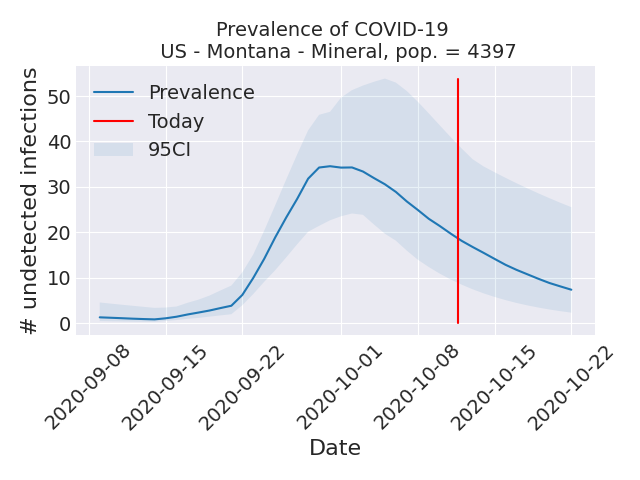 Prevalence of COVID-19
US - Montana - Mineral, pop. = 4397
# undetected infections
50
40
30
20
10
0
Prevalence
Today
95CI
2020-09-08
2020-09-15
2020-09-22
2020-10-01
2020-10-08
2020-10-15
2020-10-22
Date